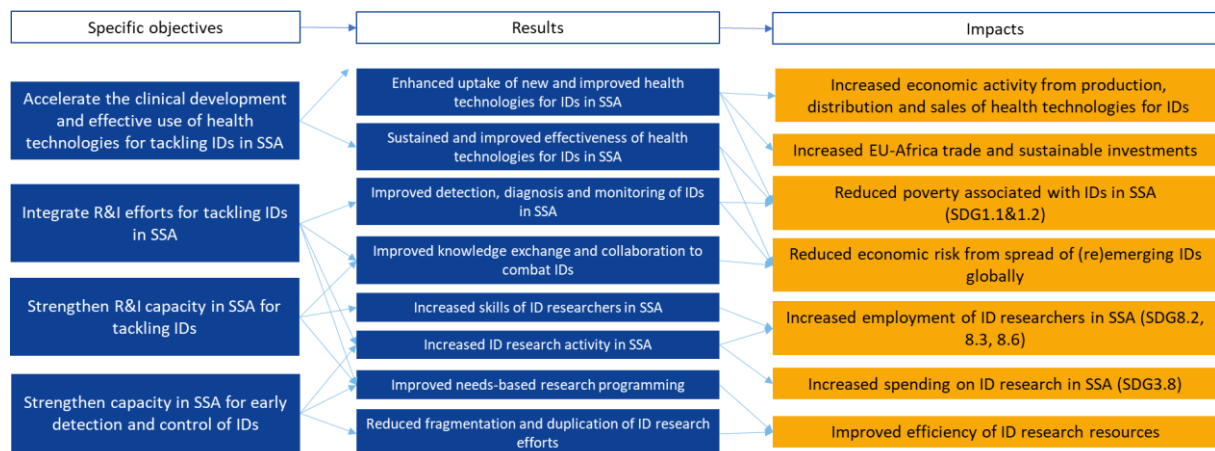 Specific objectives
Results
Impacts
Accelerate the clinical development
and effective use of health
technologies for tackling IDs in SSA
Integrate R&I efforts for tackling IDs
in SSA
Strengthen R&I capacity in SSA for
tackling IDs
Strengthen capacity in SSA for early
detection and control of IDs
Enhanced uptake of new and improved health
technologies for IDs in SSA
Sustained and improved effectiveness of health
technologies for IDs in SSA
Improved detection, diagnosis and monitoring of IDs
in SSA
Improved knowledge exchange and collaboration to
combat IDs
Increased skills of ID researchers in SSA
Increased ID research activity in SSA
Improved needs-based research programming
Reduced fragmentation and duplication of ID research
efforts
Increased economic activity from production,
distribution and sales of health technologies for IDs
Increased EU-Africa trade and sustainable investments
Reduced poverty associated with IDs in SSA
(SDG1.1&1.2)
Reduced economic risk from spread of (re)emerging IDs
globally
Increased employment of ID researchers in SSA (SDG8.2,
8.3, 8.6)
Increased spending on ID research in SSA (SDG3.8)
Improved efficiency of ID research resources